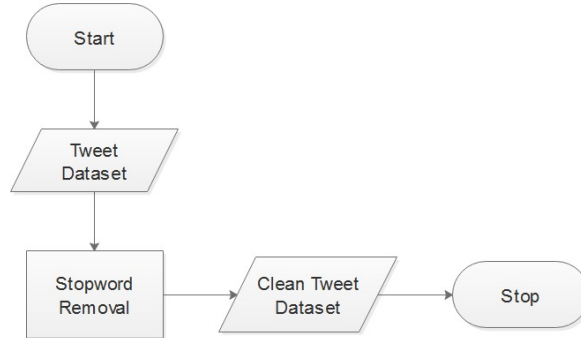 Start
Tweet
Dataset
Stopword
Removal
Clean Tweet
Dataset
Stop